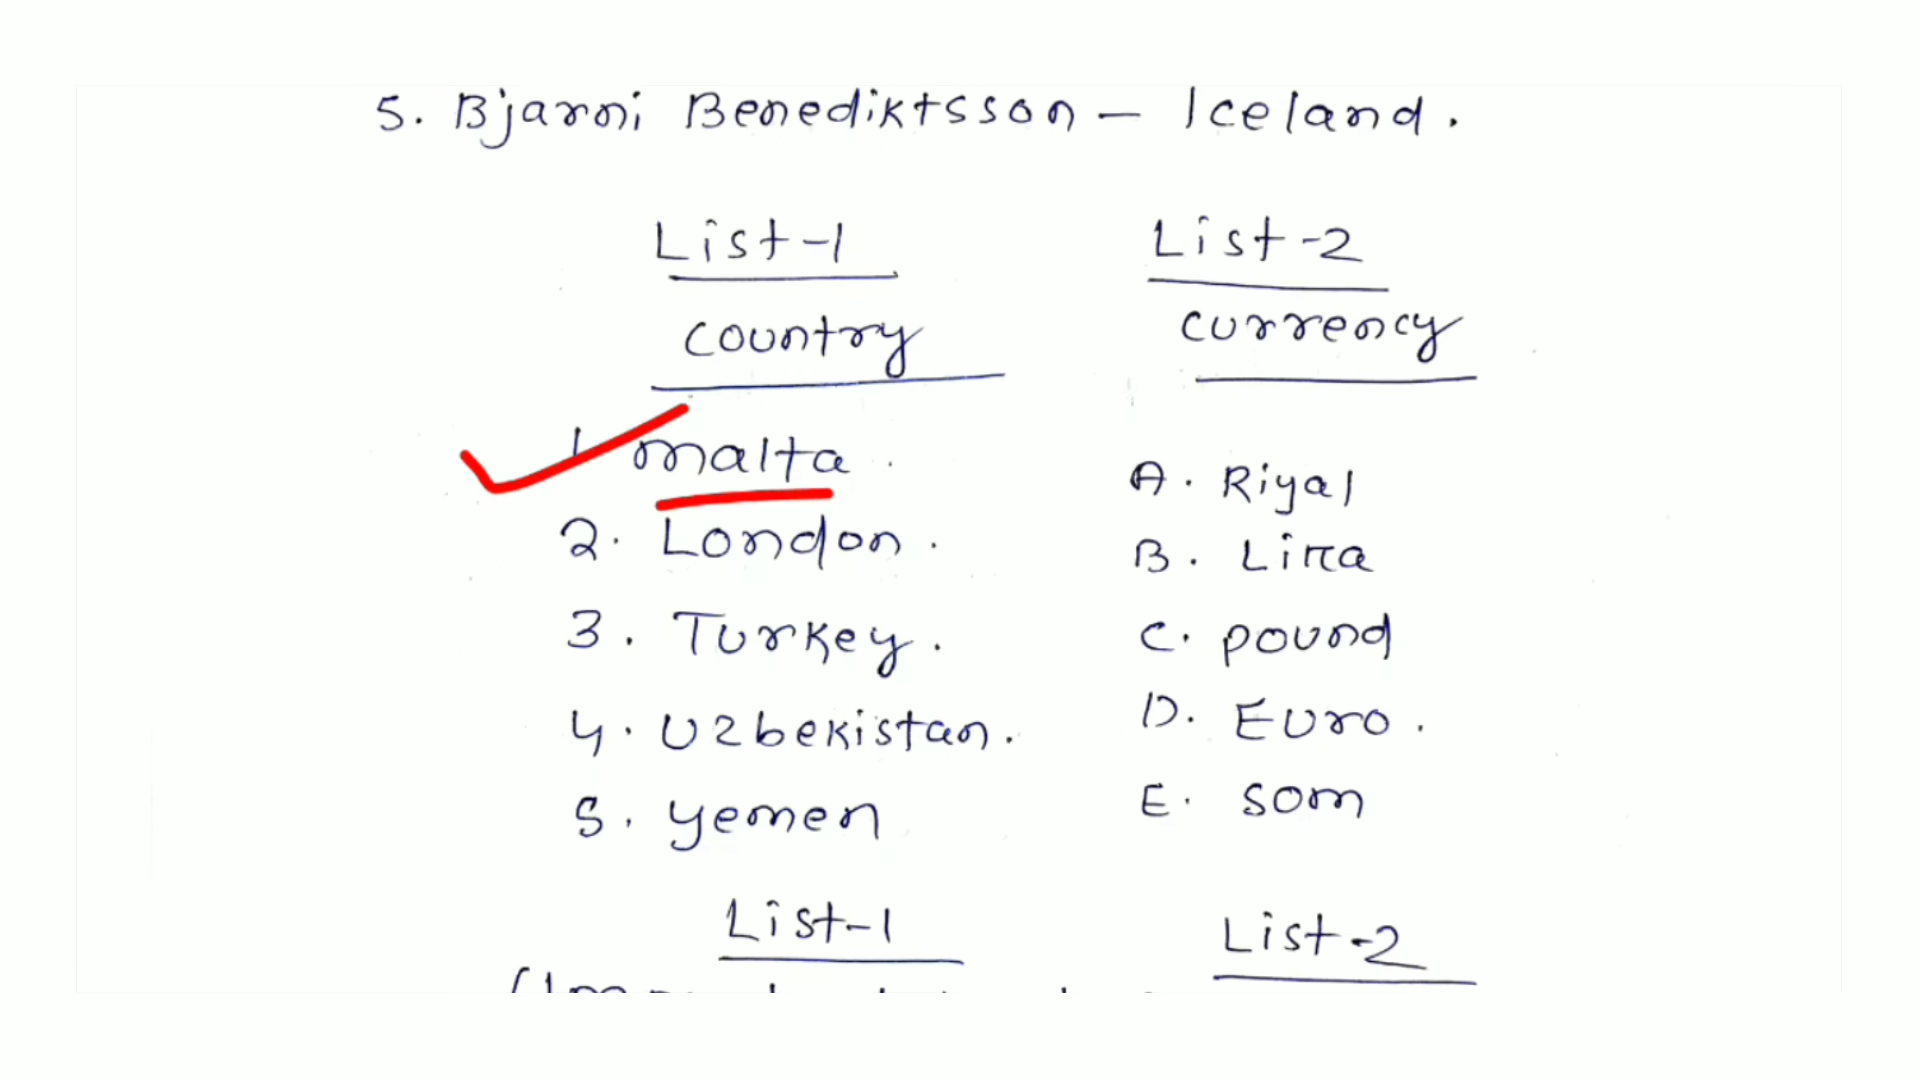 5. Bjarni Benediktsson - Iceland.
List-1 List-2
country currency
1 malta.
A. Riyal
2. London.
B. Lira
3. Turkey.
C. pound
4. Uzbekistan.
D. Euro.
5. yemen
E. som
List-1 List-2